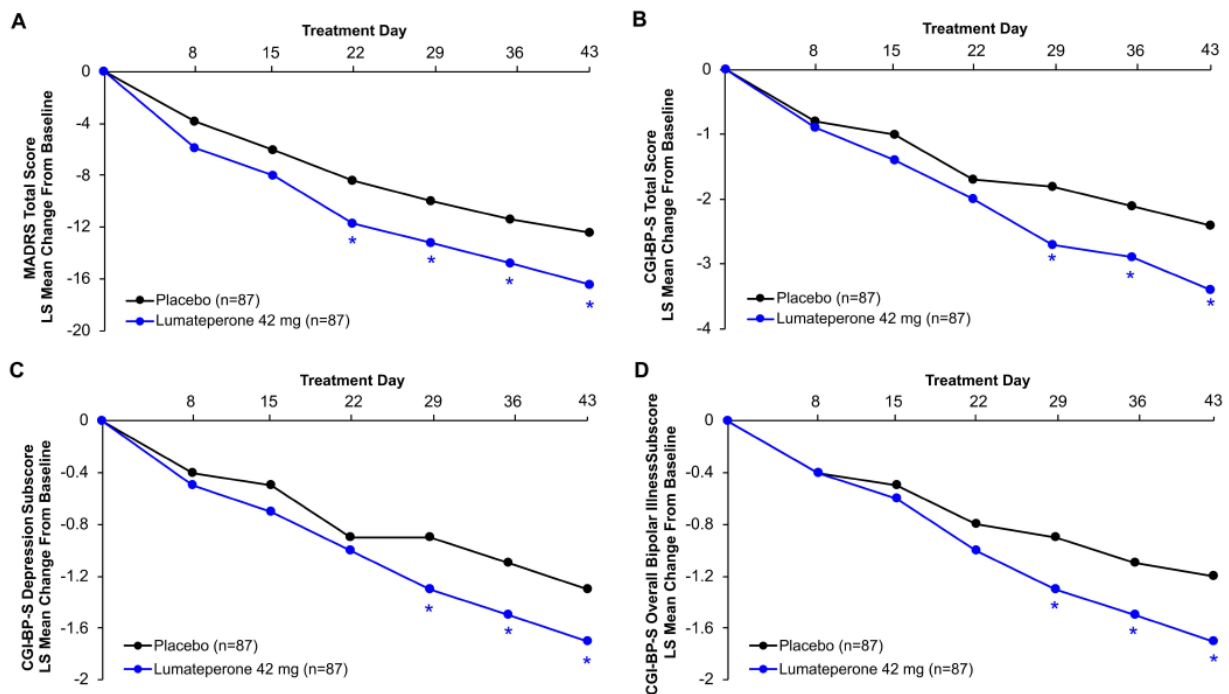 A
Treatment Day
8 15 22 29 36 43
0
-4
-8
-12
-16
-20
MADRS Total Score
LS Mean Change From Baseline
* * * *
Placebo (n=87)
Lumateperone 42 mg (n=87)
B
Treatment Day
8 15 22 29 36 43
0
-1
-2
-3
-4
CGI-BP-S Total Score
LS Mean Change From Baseline
* * *
Placebo (n=87)
Lumateperone 42 mg (n=87)
C
Treatment Day
8 15 22 29 36 43
0
-0.4
-0.8
-1.2
-1.6
-2
CGI-BP-S Depression Subscore
LS Mean Change From Baseline
* * *
Placebo (n=87)
Lumateperone 42 mg (n=87)
D
Treatment Day
8 15 22 29 36 43
0
-0.4
-0.8
-1.2
-1.6
-2
CGI-BP-S Overall Bipolar IllnessSubscore
LS Mean Change From Baseline
* * *
Placebo (n=87)
Lumateperone 42 mg (n=87)